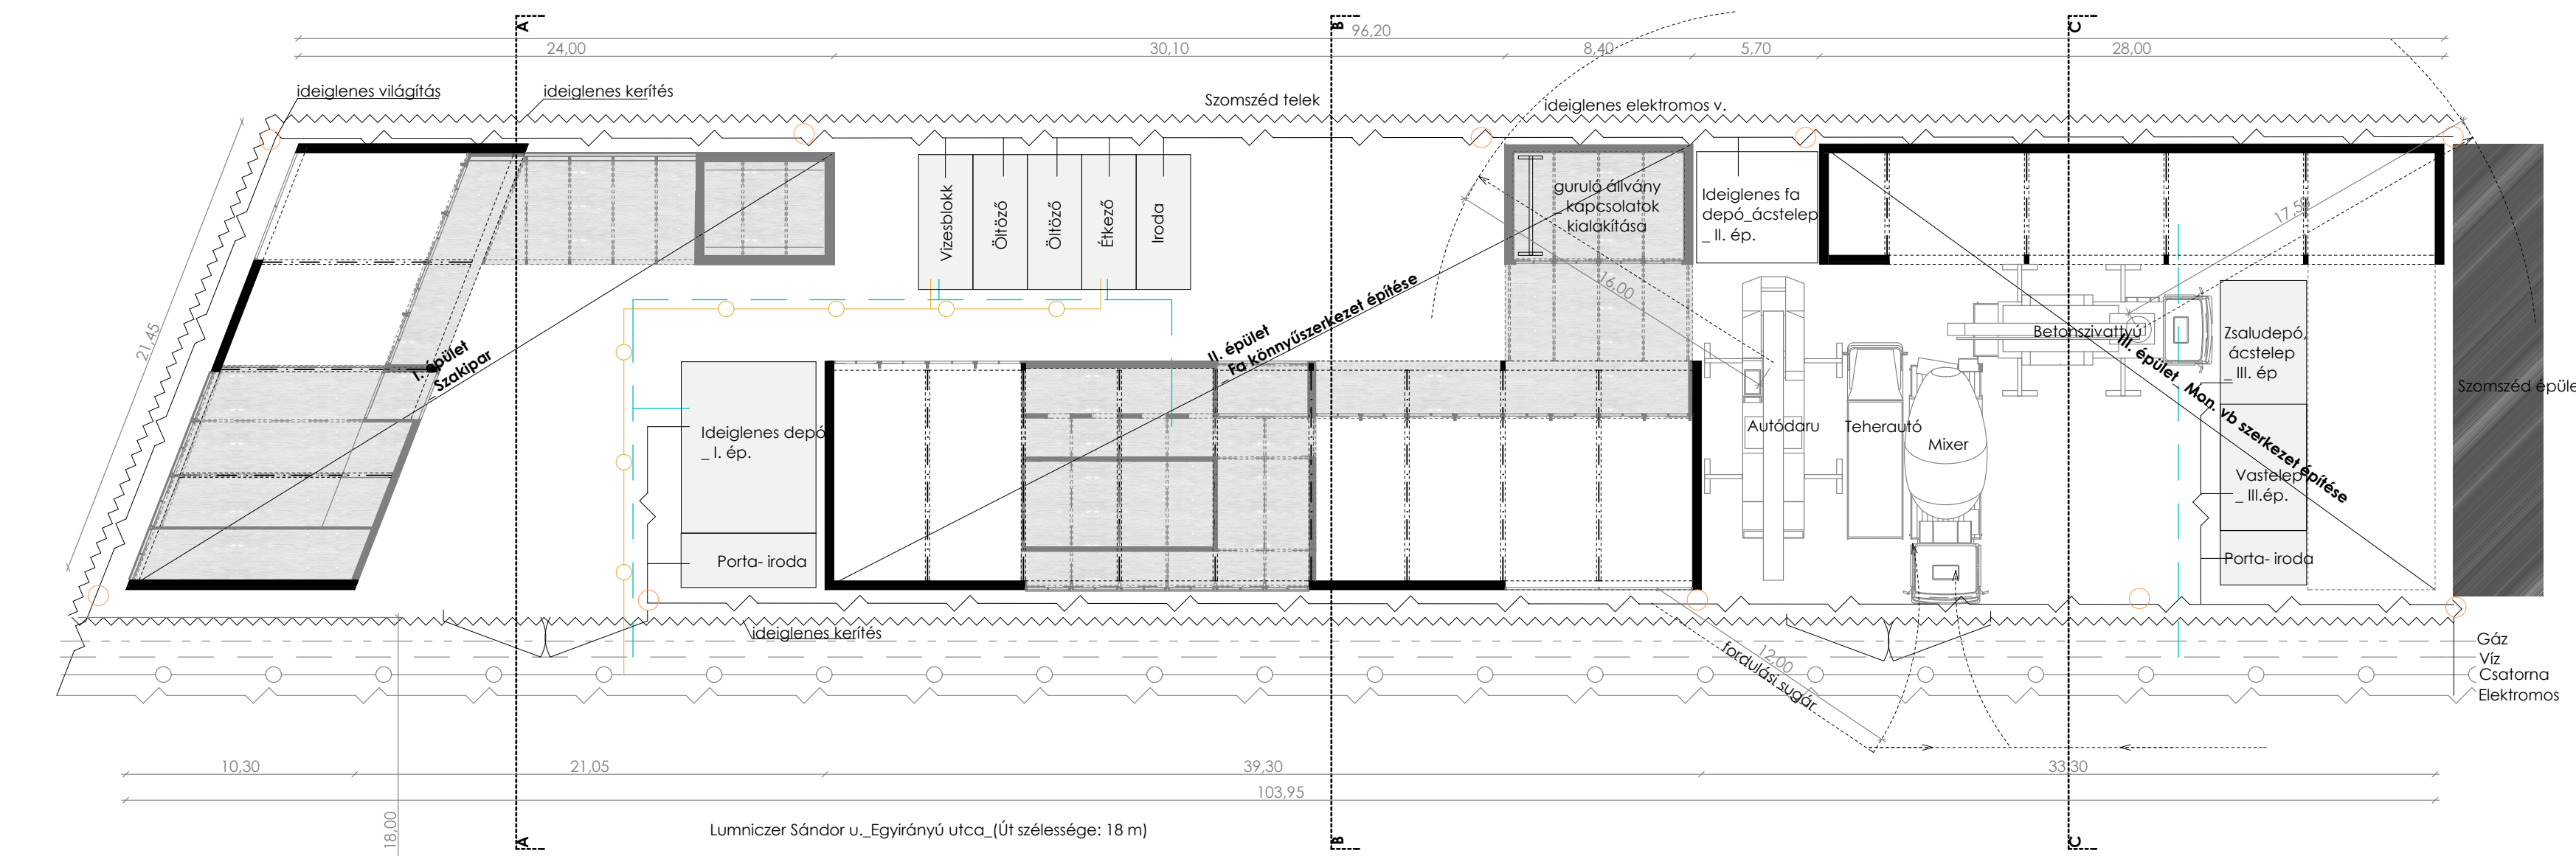 A
B
C
96,20
24,00
30,10
8,40
5,70
28,00
ideiglenes világítás
ideiglenes kerítés
Szomszéd telek
ideiglenes elektromos v.
21,45
Vizesblokk
Öltöző
Öltöző
Étkező
Iroda
guruló állvány
_ kapcsolatok
kialakítása
Ideiglenes fa
depó_ácstelep
_ II. ép.
17,50
16,00
I. épület
Szakipar
II. épület
_ Fa könnyűszerkezet építése
III. épület_ Mon. vb szerkezet építése
Betonszivattyú
Zsaludepó,
ácstelep
_ III. ép
Szomszéd épüle
Ideiglenes depó
_ I. ép.
Autódaru
Teherautó
Mixer
Vastelep
_ III.ép.
Porta- iroda
Porta- iroda
ideiglenes kerítés
12,00
fordulási sugár
Gáz
Víz
Csatorna
Elektromos
10,30
21,05
39,30
33,30
103,95
18,00
Lumniczer Sándor u._Egyirányú utca_(Út szélessége: 18 m)
A
B
C